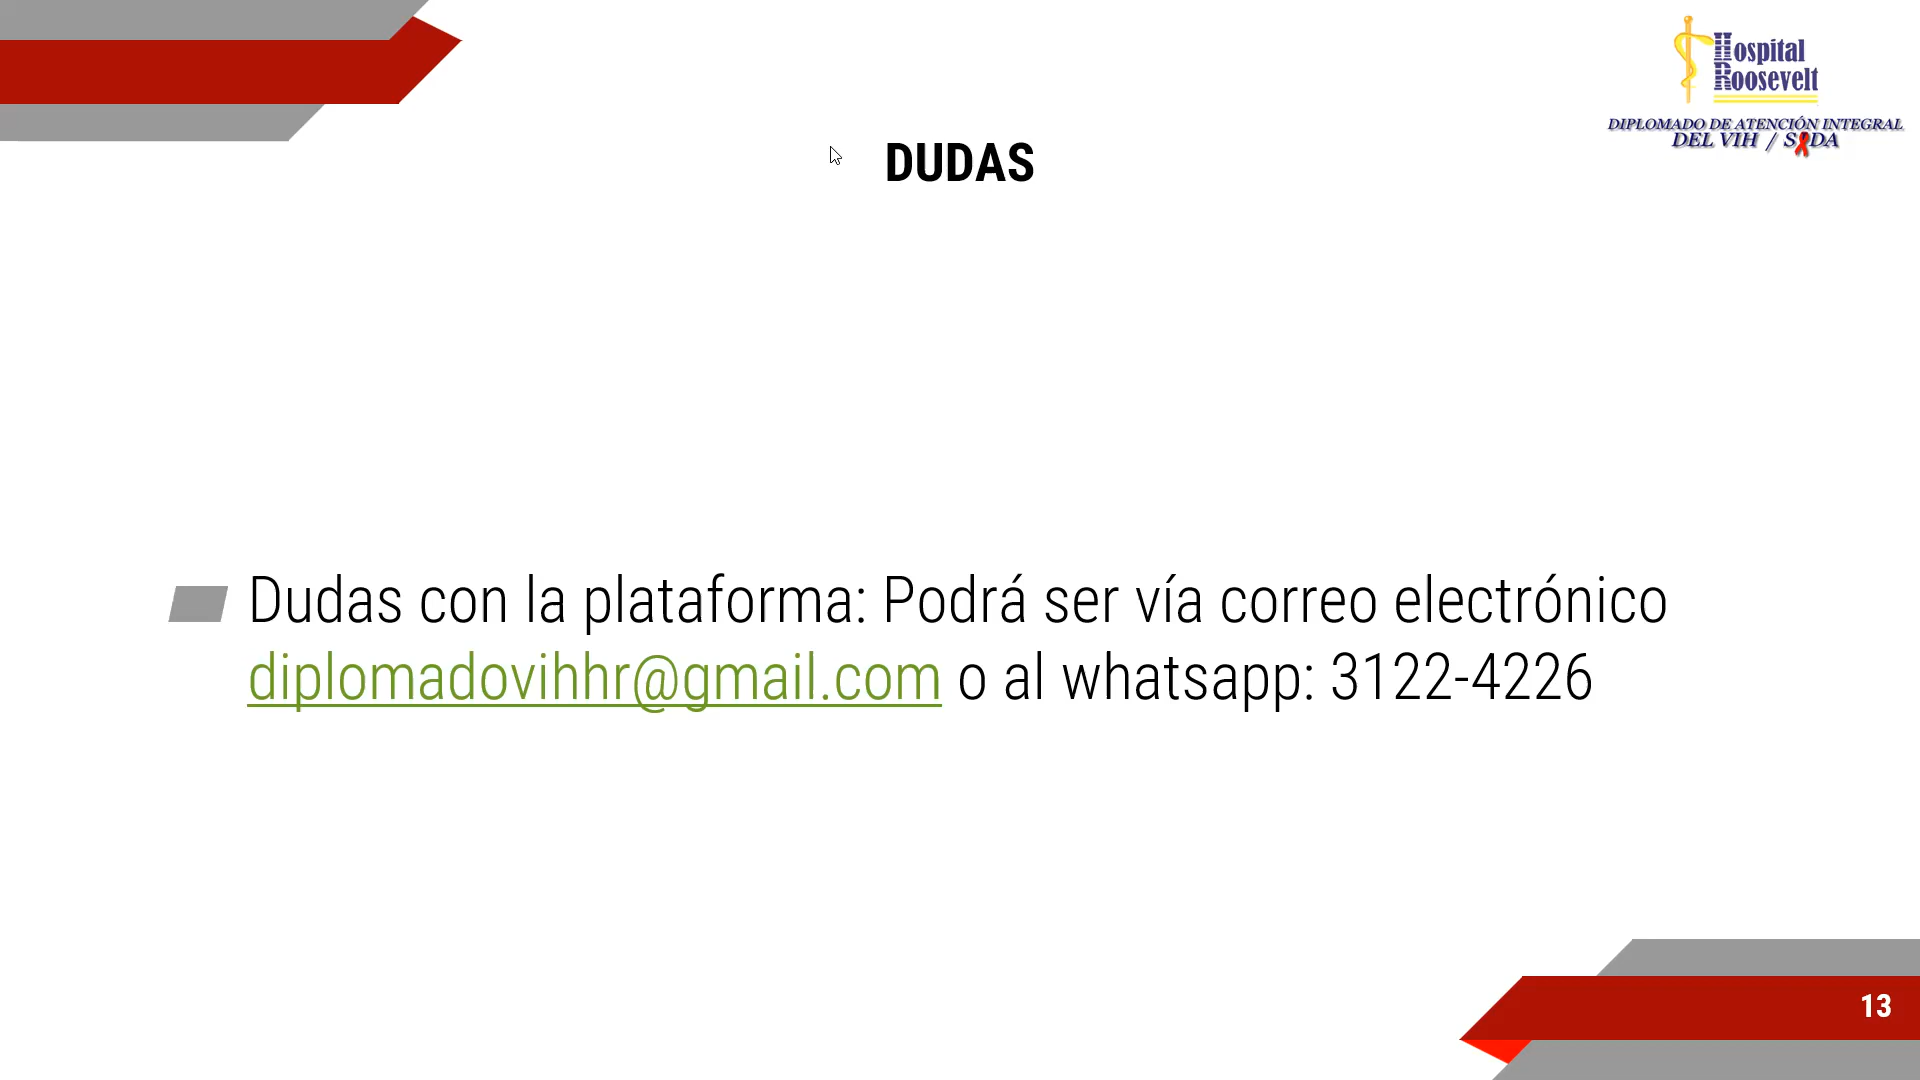 Hospital
Roosevelt
DIPLOMADO DE ATENCIÓN INTEGRAL
DEL VIH / SIDA
DUDAS
Dudas con la plataforma: Podrá ser vía correo electrónico
diplomadovihhr@gmail.com o al whatsapp: 3122-4226
13